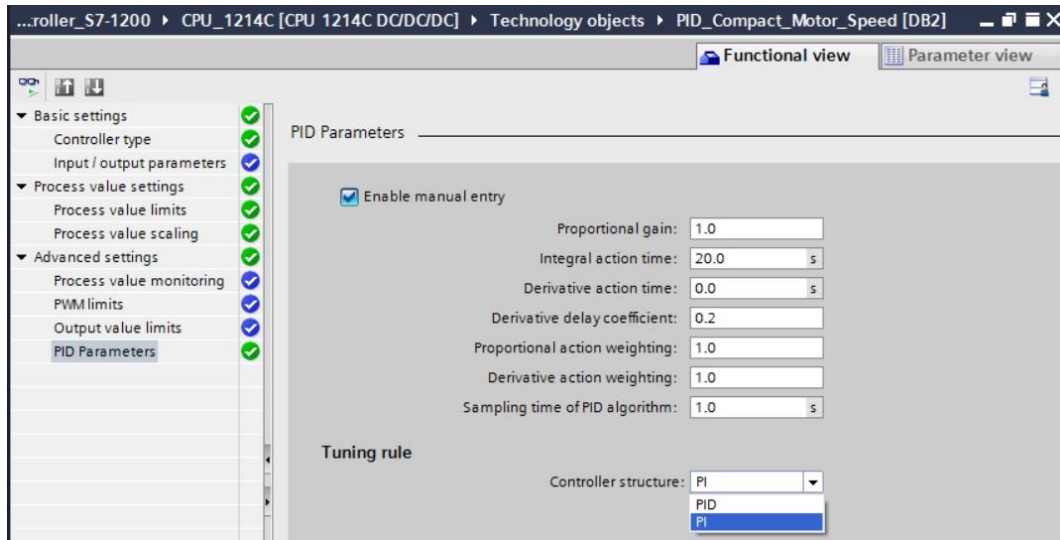 ...roller_S7-1200 ▸ CPU_1214C [CPU 1214C DC/DC/DC] ▸ Technology objects ▸ PID_Compact_Motor_Speed [DB2]
Functional view
Parameter view
Basic settings
Controller type
Input / output parameters
Process value settings
Process value limits
Process value scaling
Advanced settings
Process value monitoring
PWM limits
Output value limits
PID Parameters
PID Parameters
Enable manual entry
Proportional gain: 1.0
Integral action time: 20.0 s
Derivative action time: 0.0 s
Derivative delay coefficient: 0.2
Proportional action weighting: 1.0
Derivative action weighting: 1.0
Sampling time of PID algorithm: 1.0 s
Tuning rule
Controller structure: PI
PID
PI